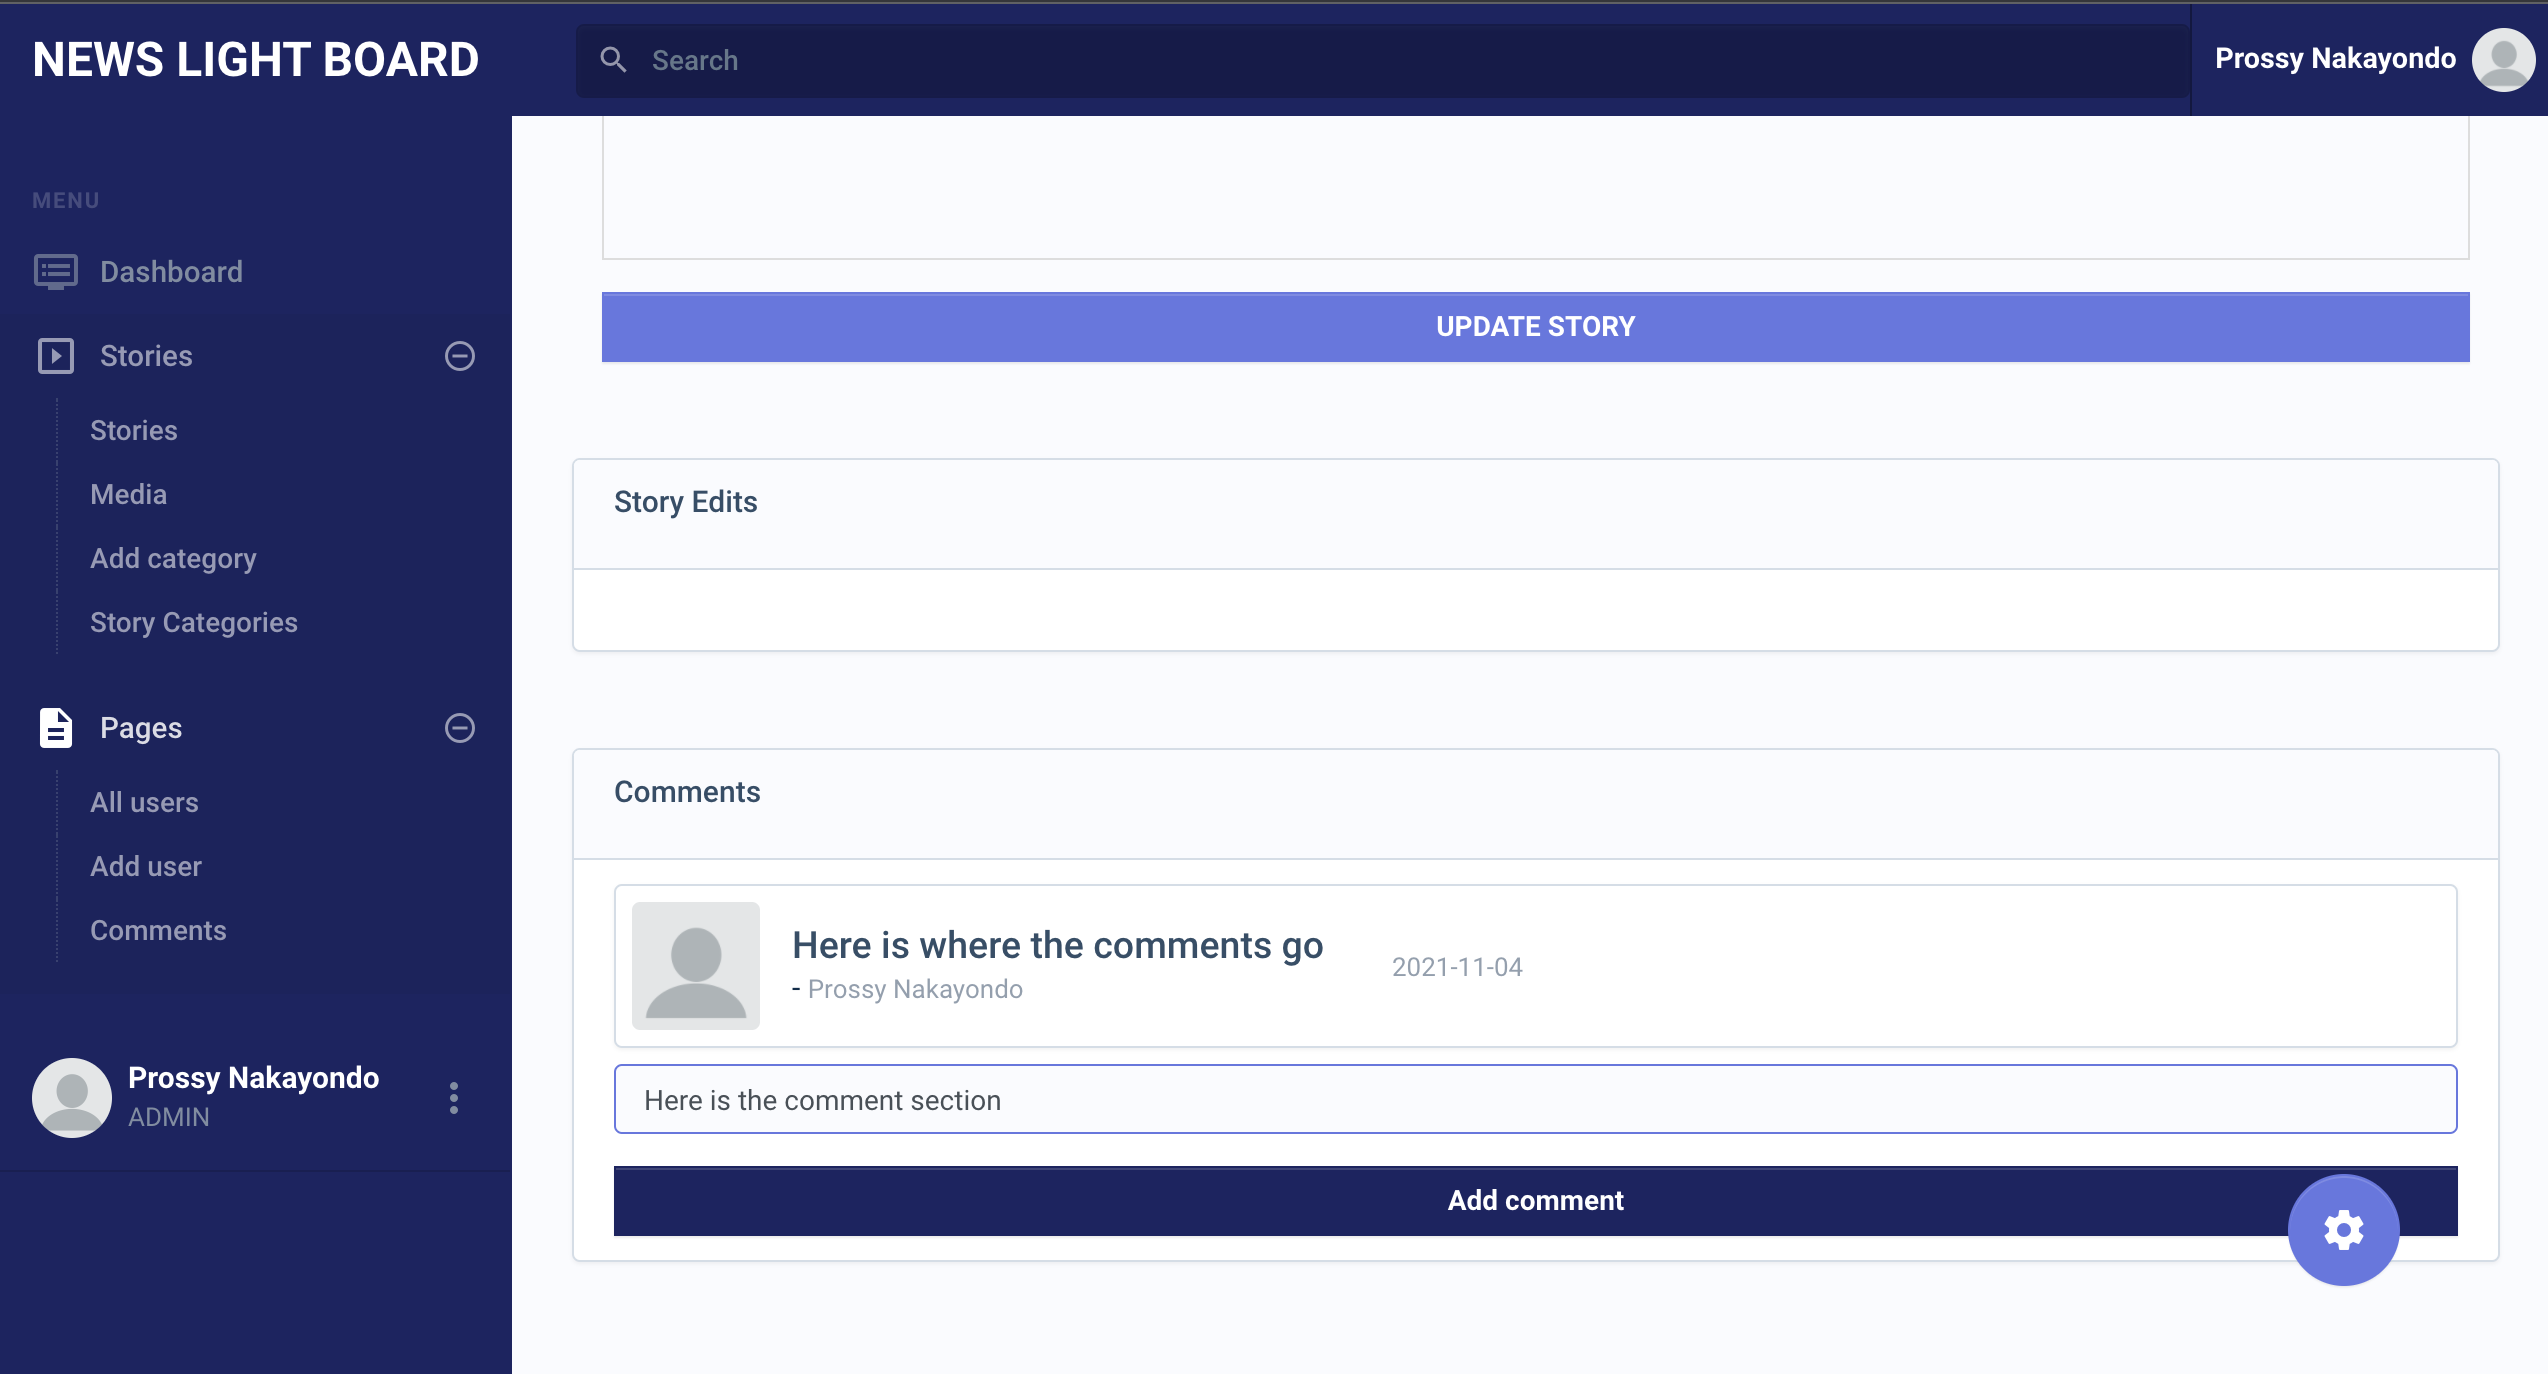 NEWS LIGHT BOARD
Search
Prossy Nakayondo
MENU
Dashboard
Stories
Stories
Media
Add category
Story Categories
Pages
All users
Add user
Comments
Prossy Nakayondo
ADMIN
UPDATE STORY
Story Edits
Comments
Here is where the comments go
2021-11-04
- Prossy Nakayondo
Here is the comment section
Add comment